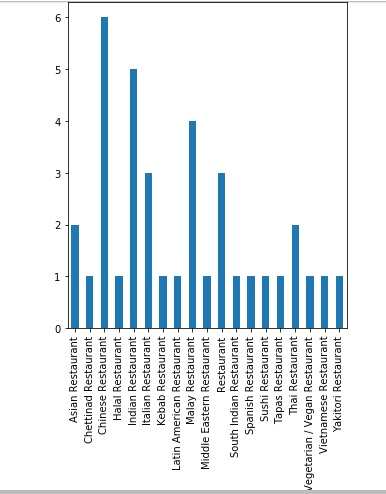 6
5
4
3
2
1
0
Asian Restaurant
Chettinad Restaurant
Chinese Restaurant
Halal Restaurant
Indian Restaurant
Italian Restaurant
Kebab Restaurant
Latin American Restaurant
Malay Restaurant
Middle Eastern Restaurant
Restaurant
South Indian Restaurant
Spanish Restaurant
Sushi Restaurant
Tapas Restaurant
Thai Restaurant
Vegetarian / Vegan Restaurant
Vietnamese Restaurant
Yakitori Restaurant